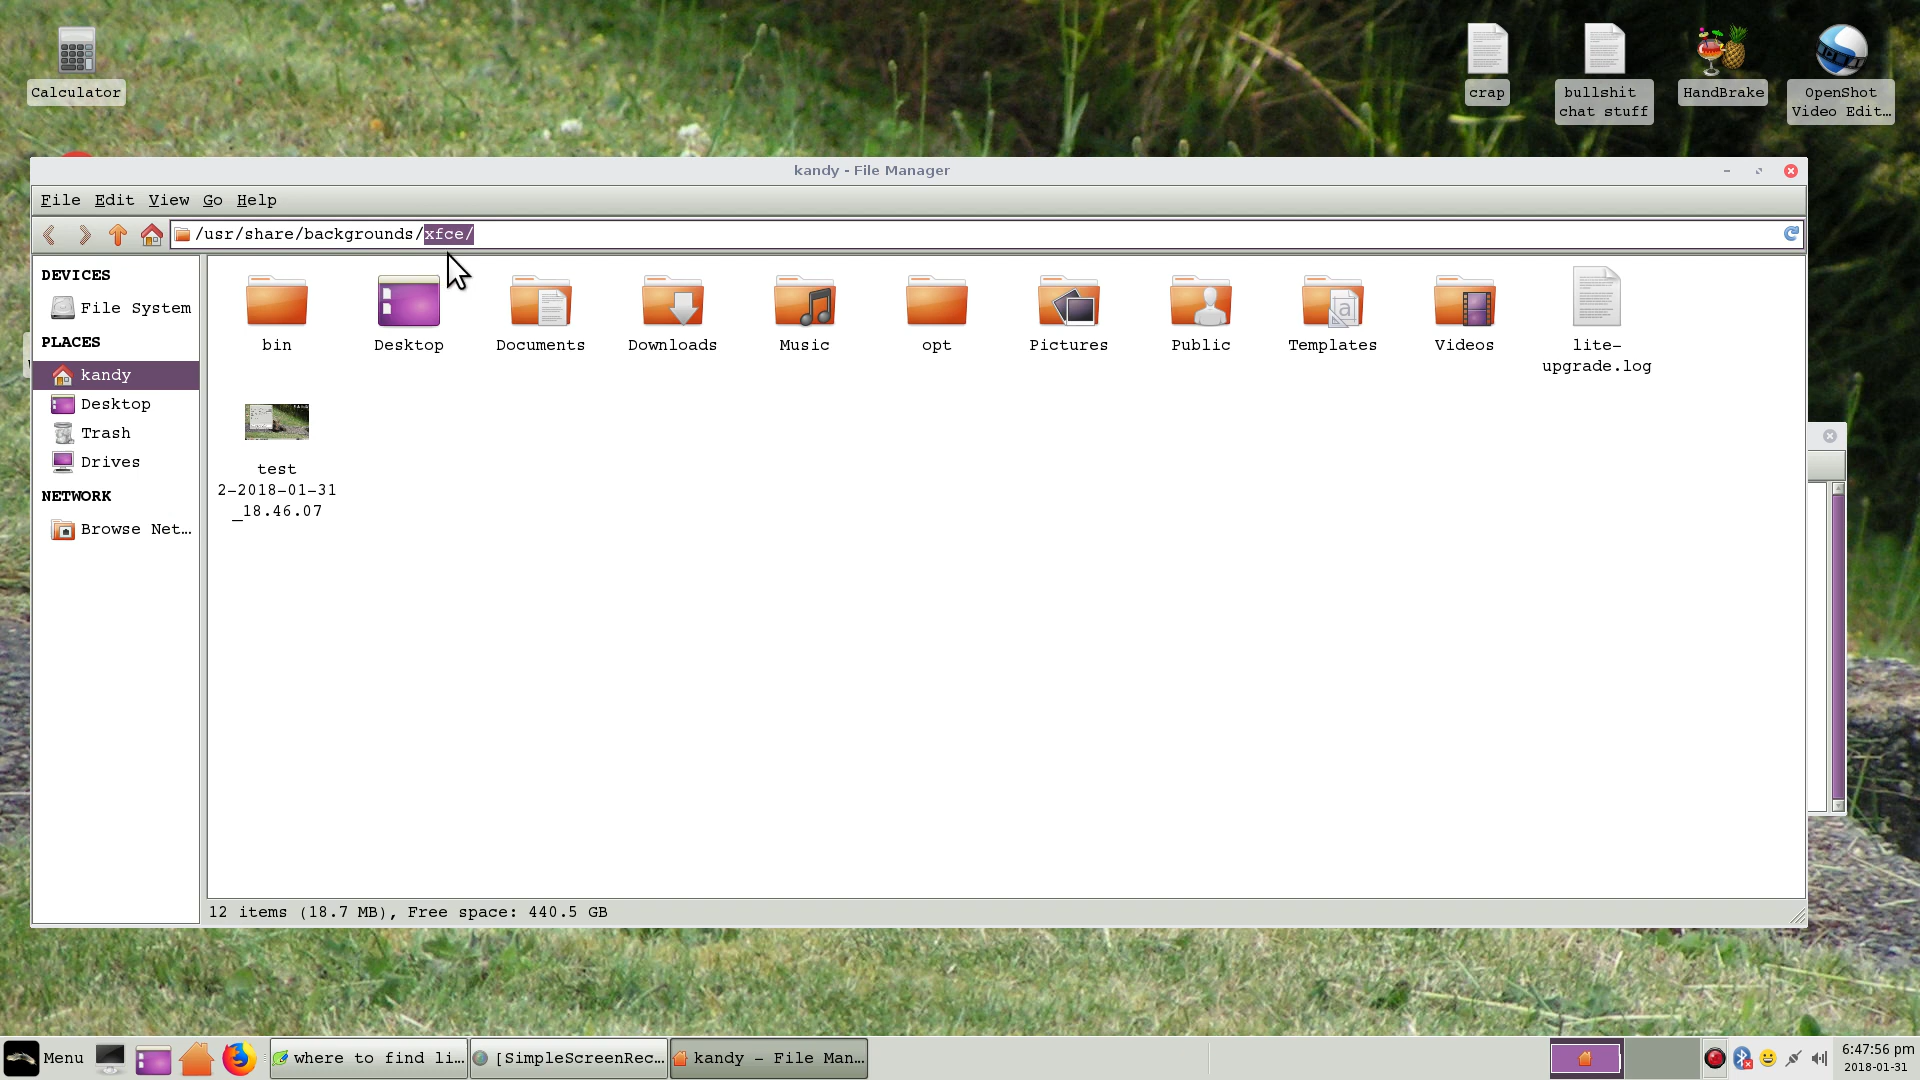 Calculator
crap
bullshit
chat stuff
HandBrake
OpenShot
Video Edit…
kandy - File Manager
File Edit View Go Help
/usr/share/backgrounds/xfce/
DEVICES
File System
PLACES
kandy
Desktop
Trash
Drives
NETWORK
Browse Net…
bin
Desktop
Documents
Downloads
Music
opt
Pictures
Public
Templates
Videos
lite-
upgrade.log
test
2-2018-01-31
_18.46.07
12 items (18.7 MB), Free space: 440.5 GB
Menu
where to find li…
[SimpleScreenRec…
kandy - File Man…
6:47:56 pm
2018-01-31